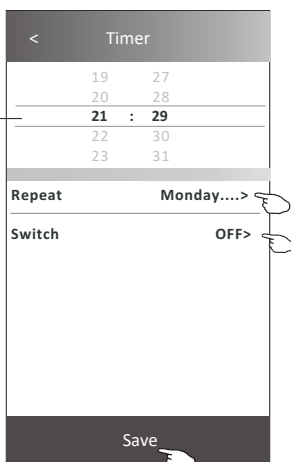 < Timer
19 27
20 28
21 : 29
22 30
23 31
Repeat Monday....>
Switch OFF>
Save